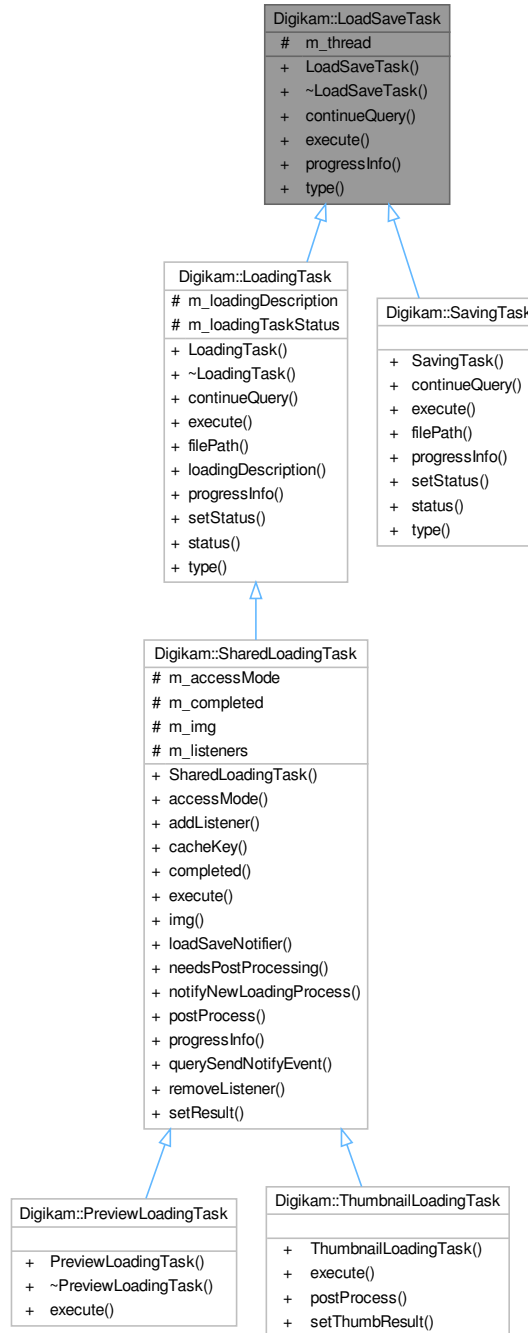 Digikam::LoadSaveTask
# m_thread
+ LoadSaveTask()
+ ~LoadSaveTask()
+ continueQuery()
+ execute()
+ progressInfo()
+ type()
Digikam::LoadingTask
# m_loadingDescription
# m_loadingTaskStatus
+ LoadingTask()
+ ~LoadingTask()
+ continueQuery()
+ execute()
+ filePath()
+ loadingDescription()
+ progressInfo()
+ setStatus()
+ status()
+ type()
Digikam::SavingTask
+ SavingTask()
+ continueQuery()
+ execute()
+ filePath()
+ progressInfo()
+ setStatus()
+ status()
+ type()
Digikam::SharedLoadingTask
# m_accessMode
# m_completed
# m_img
# m_listeners
+ SharedLoadingTask()
+ accessMode()
+ addListener()
+ cacheKey()
+ completed()
+ execute()
+ img()
+ loadSaveNotifier()
+ needsPostProcessing()
+ notifyNewLoadingProcess()
+ postProcess()
+ progressInfo()
+ querySendNotifyEvent()
+ removeListener()
+ setResult()
Digikam::PreviewLoadingTask
+ PreviewLoadingTask()
+ ~PreviewLoadingTask()
+ execute()
Digikam::ThumbnailLoadingTask
+ ThumbnailLoadingTask()
+ execute()
+ postProcess()
+ setThumbResult()